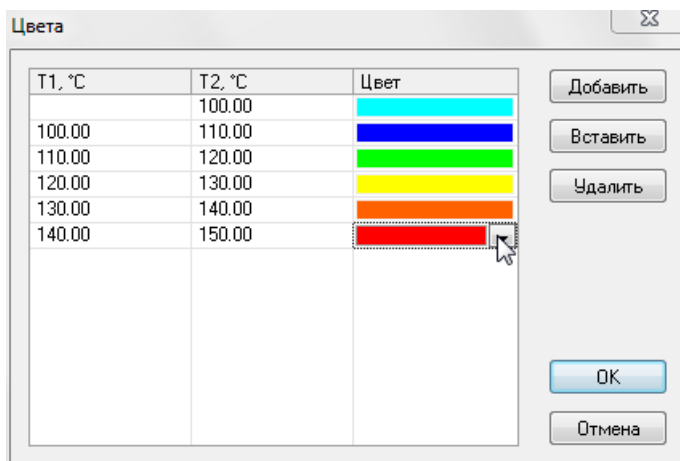 Цвета
T1, °C T2, °C Цвет
100.00
100.00 110.00
110.00 120.00
120.00 130.00
130.00 140.00
140.00 150.00
Добавить
Вставить
Удалить
OK
Отмена